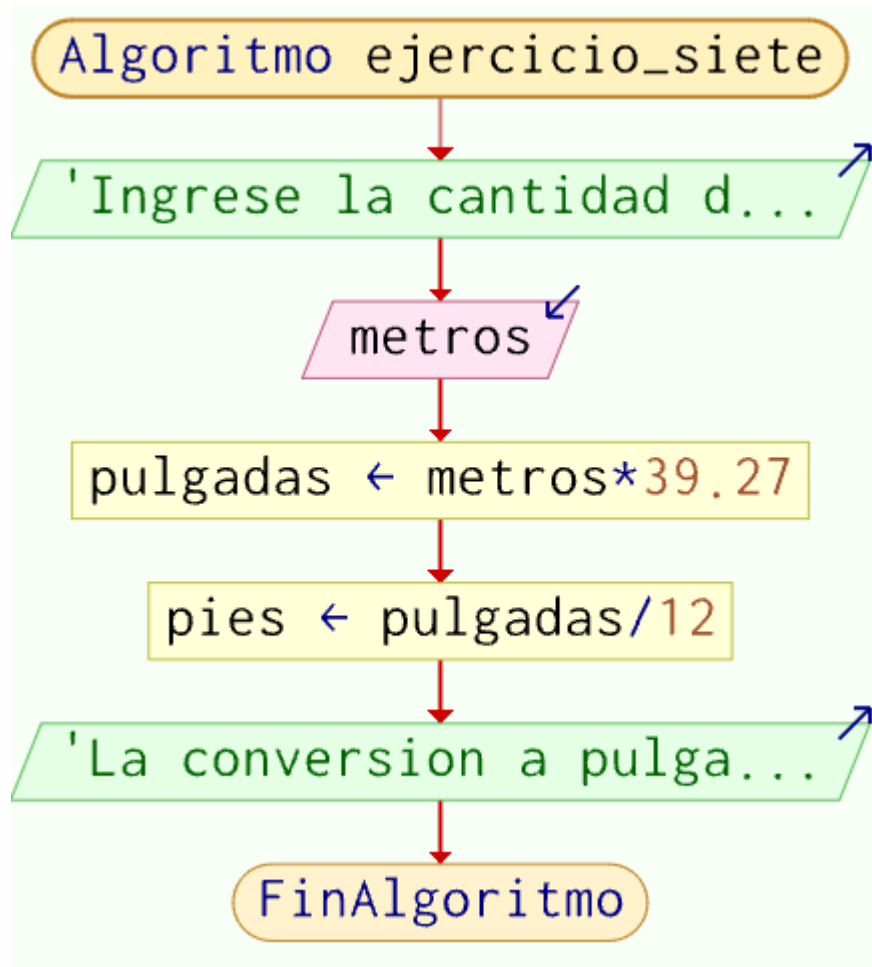 Algoritmo ejercicio_siete
'Ingrese la cantidad d...
metros
pulgadas ← metros*39.27
pies ← pulgadas/12
'La conversion a pulga...
FinAlgoritmo